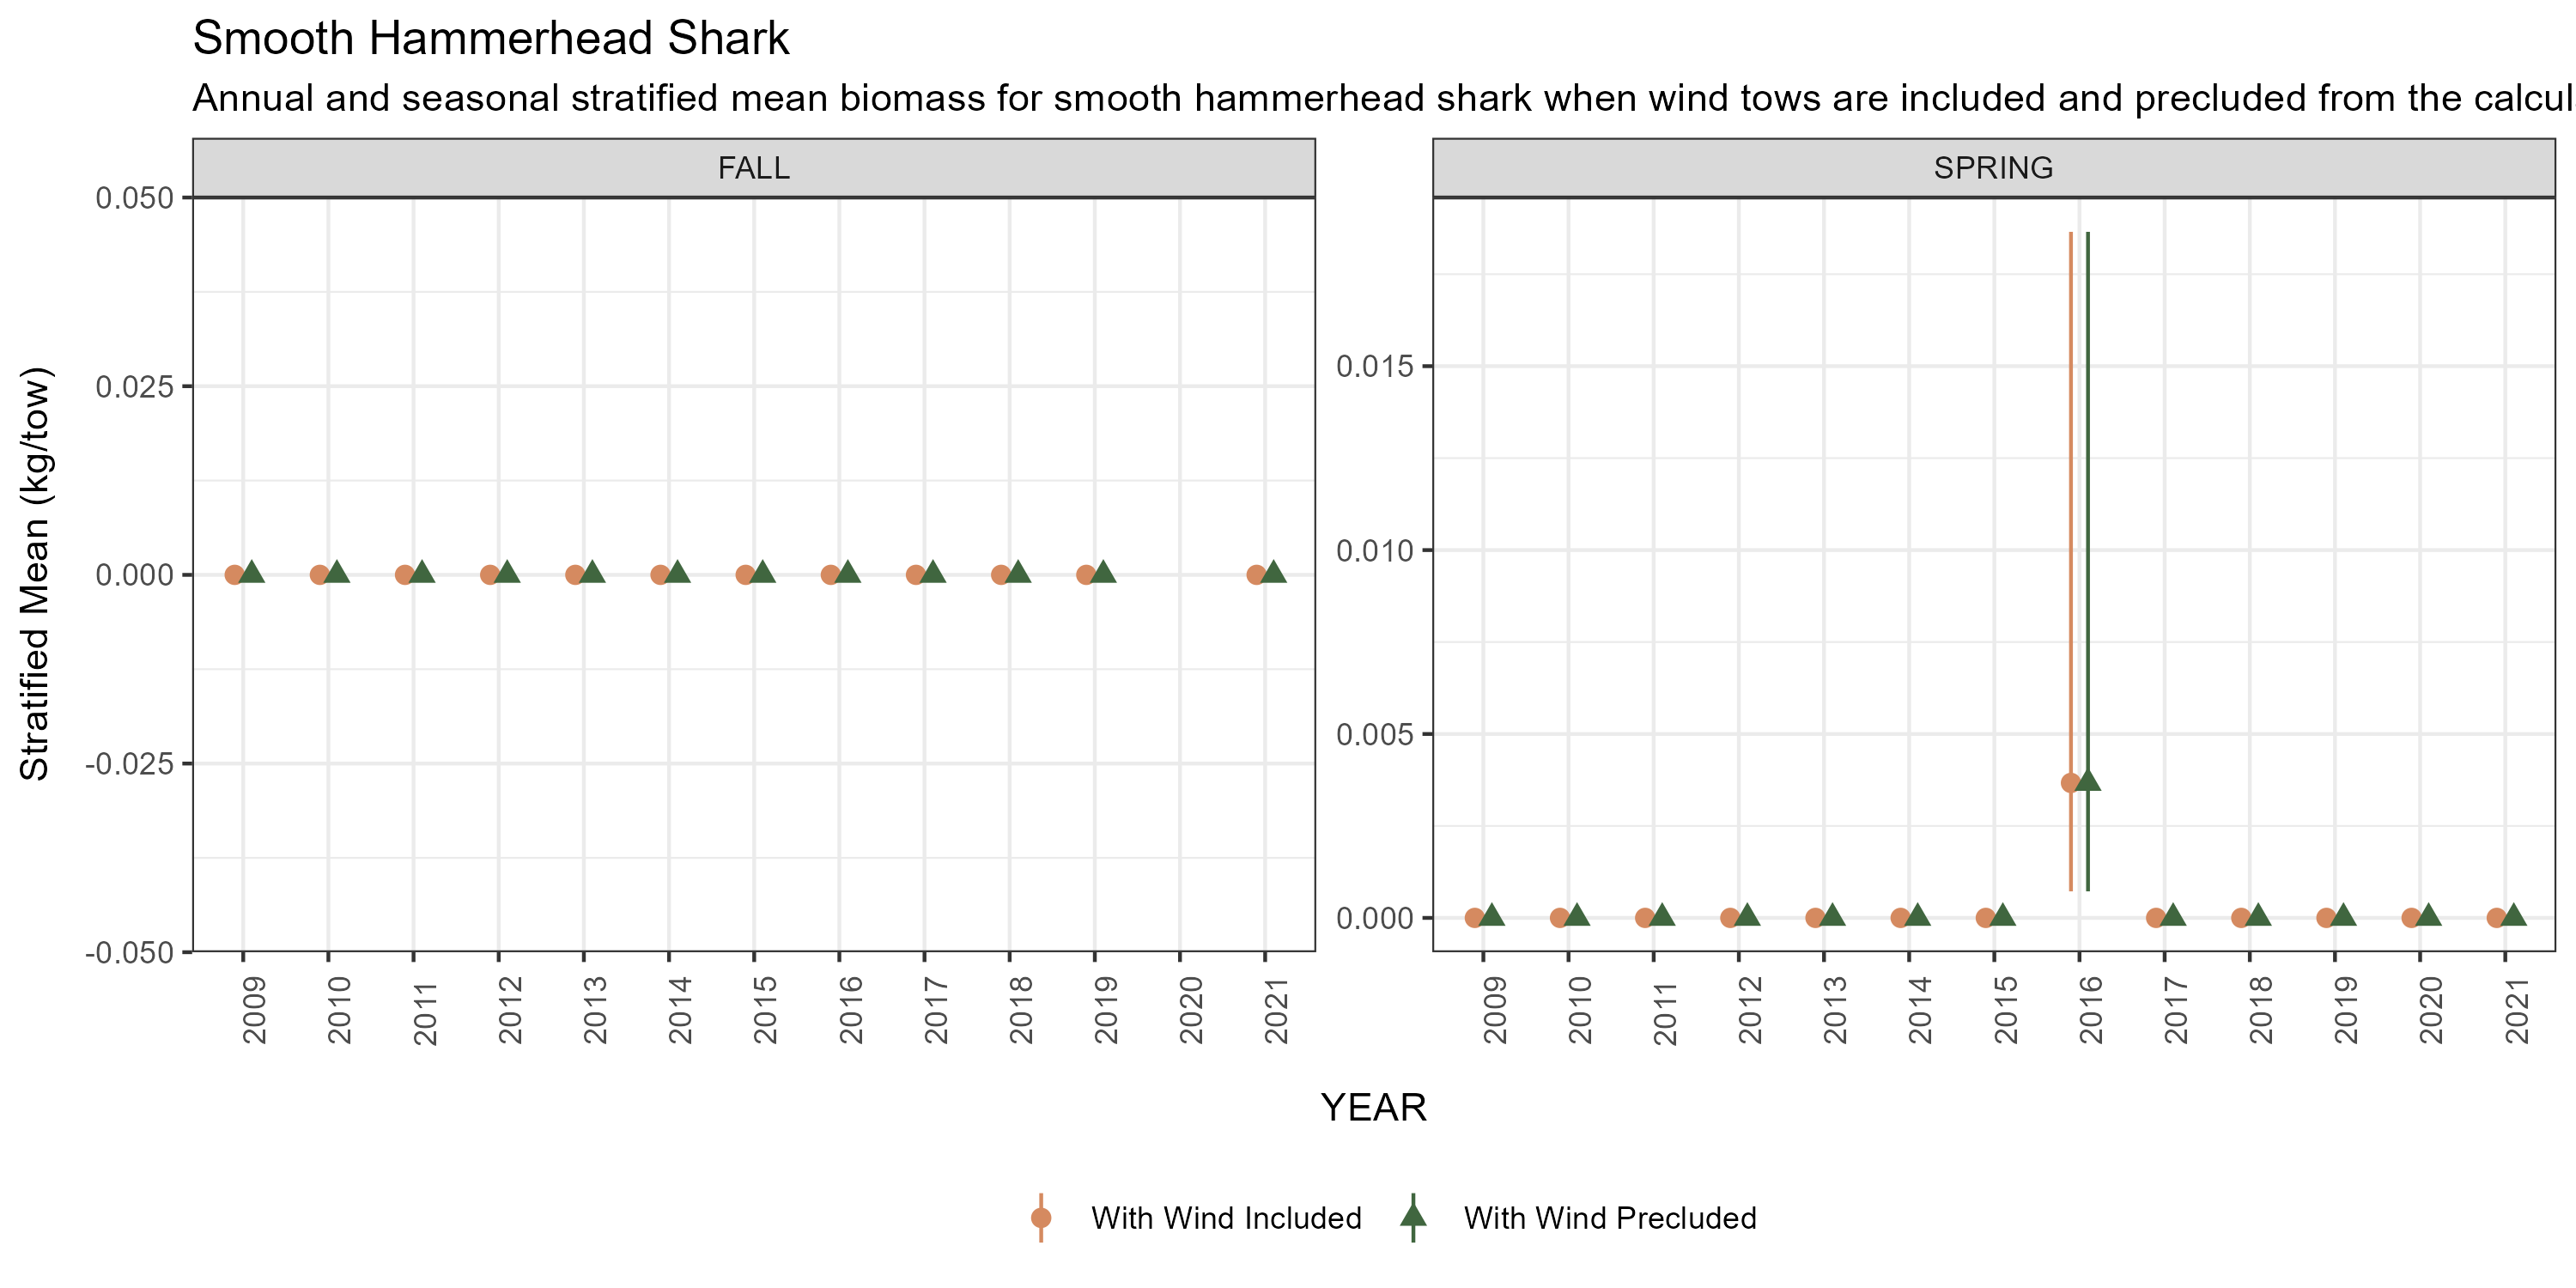 Smooth Hammerhead Shark
Annual and seasonal stratified mean biomass for smooth hammerhead shark when wind tows are included and precluded from the calcul
FALL
SPRING
Stratified Mean (kg/tow)
0.050
0.025
0.000
-0.025
-0.050
0.015
0.010
0.005
0.000
2009 2010 2011 2012 2013 2014 2015 2016 2017 2018 2019 2020 2021
2009 2010 2011 2012 2013 2014 2015 2016 2017 2018 2019 2020 2021
YEAR
With Wind Included
With Wind Precluded